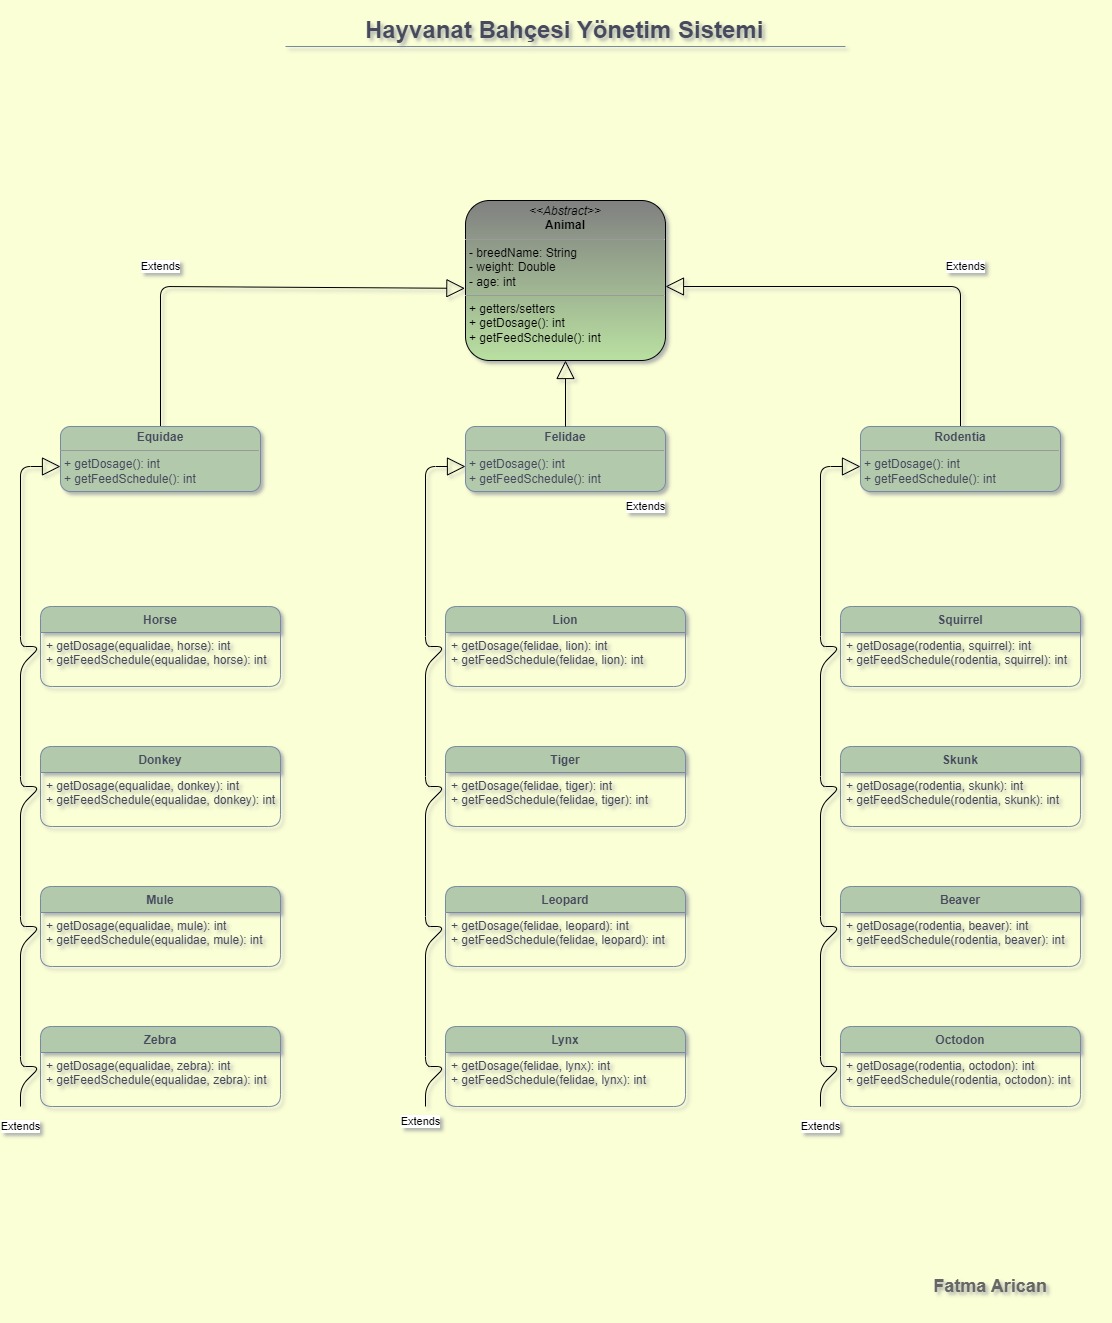 Hayvanat Bahçesi Yönetim Sistemi
<<Abstract>>
Animal
- breedName: String
- weight: Double
- age: int
+ getters/setters
+ getDosage(): int
+ getFeedSchedule(): int
Extends
Extends
Equidae
+ getDosage(): int
+ getFeedSchedule(): int
Felidae
+ getDosage(): int
+ getFeedSchedule(): int
Extends
Rodentia
+ getDosage(): int
+ getFeedSchedule(): int
Horse
+ getDosage(equalidae, horse): int
+ getFeedSchedule(equalidae, horse): int
Lion
+ getDosage(felidae, lion): int
+ getFeedSchedule(felidae, lion): int
Squirrel
+ getDosage(rodentia, squirrel): int
+ getFeedSchedule(rodentia, squirrel): int
Donkey
+ getDosage(equalidae, donkey): int
+ getFeedSchedule(equalidae, donkey): int
Tiger
+ getDosage(felidae, tiger): int
+ getFeedSchedule(felidae, tiger): int
Skunk
+ getDosage(rodentia, skunk): int
+ getFeedSchedule(rodentia, skunk): int
Mule
+ getDosage(equalidae, mule): int
+ getFeedSchedule(equalidae, mule): int
Leopard
+ getDosage(felidae, leopard): int
+ getFeedSchedule(felidae, leopard): int
Beaver
+ getDosage(rodentia, beaver): int
+ getFeedSchedule(rodentia, beaver): int
Zebra
+ getDosage(equalidae, zebra): int
+ getFeedSchedule(equalidae, zebra): int
Lynx
+ getDosage(felidae, lynx): int
+ getFeedSchedule(felidae, lynx): int
Octodon
+ getDosage(rodentia, octodon): int
+ getFeedSchedule(rodentia, octodon): int
Extends
Extends
Extends
Fatma Arican